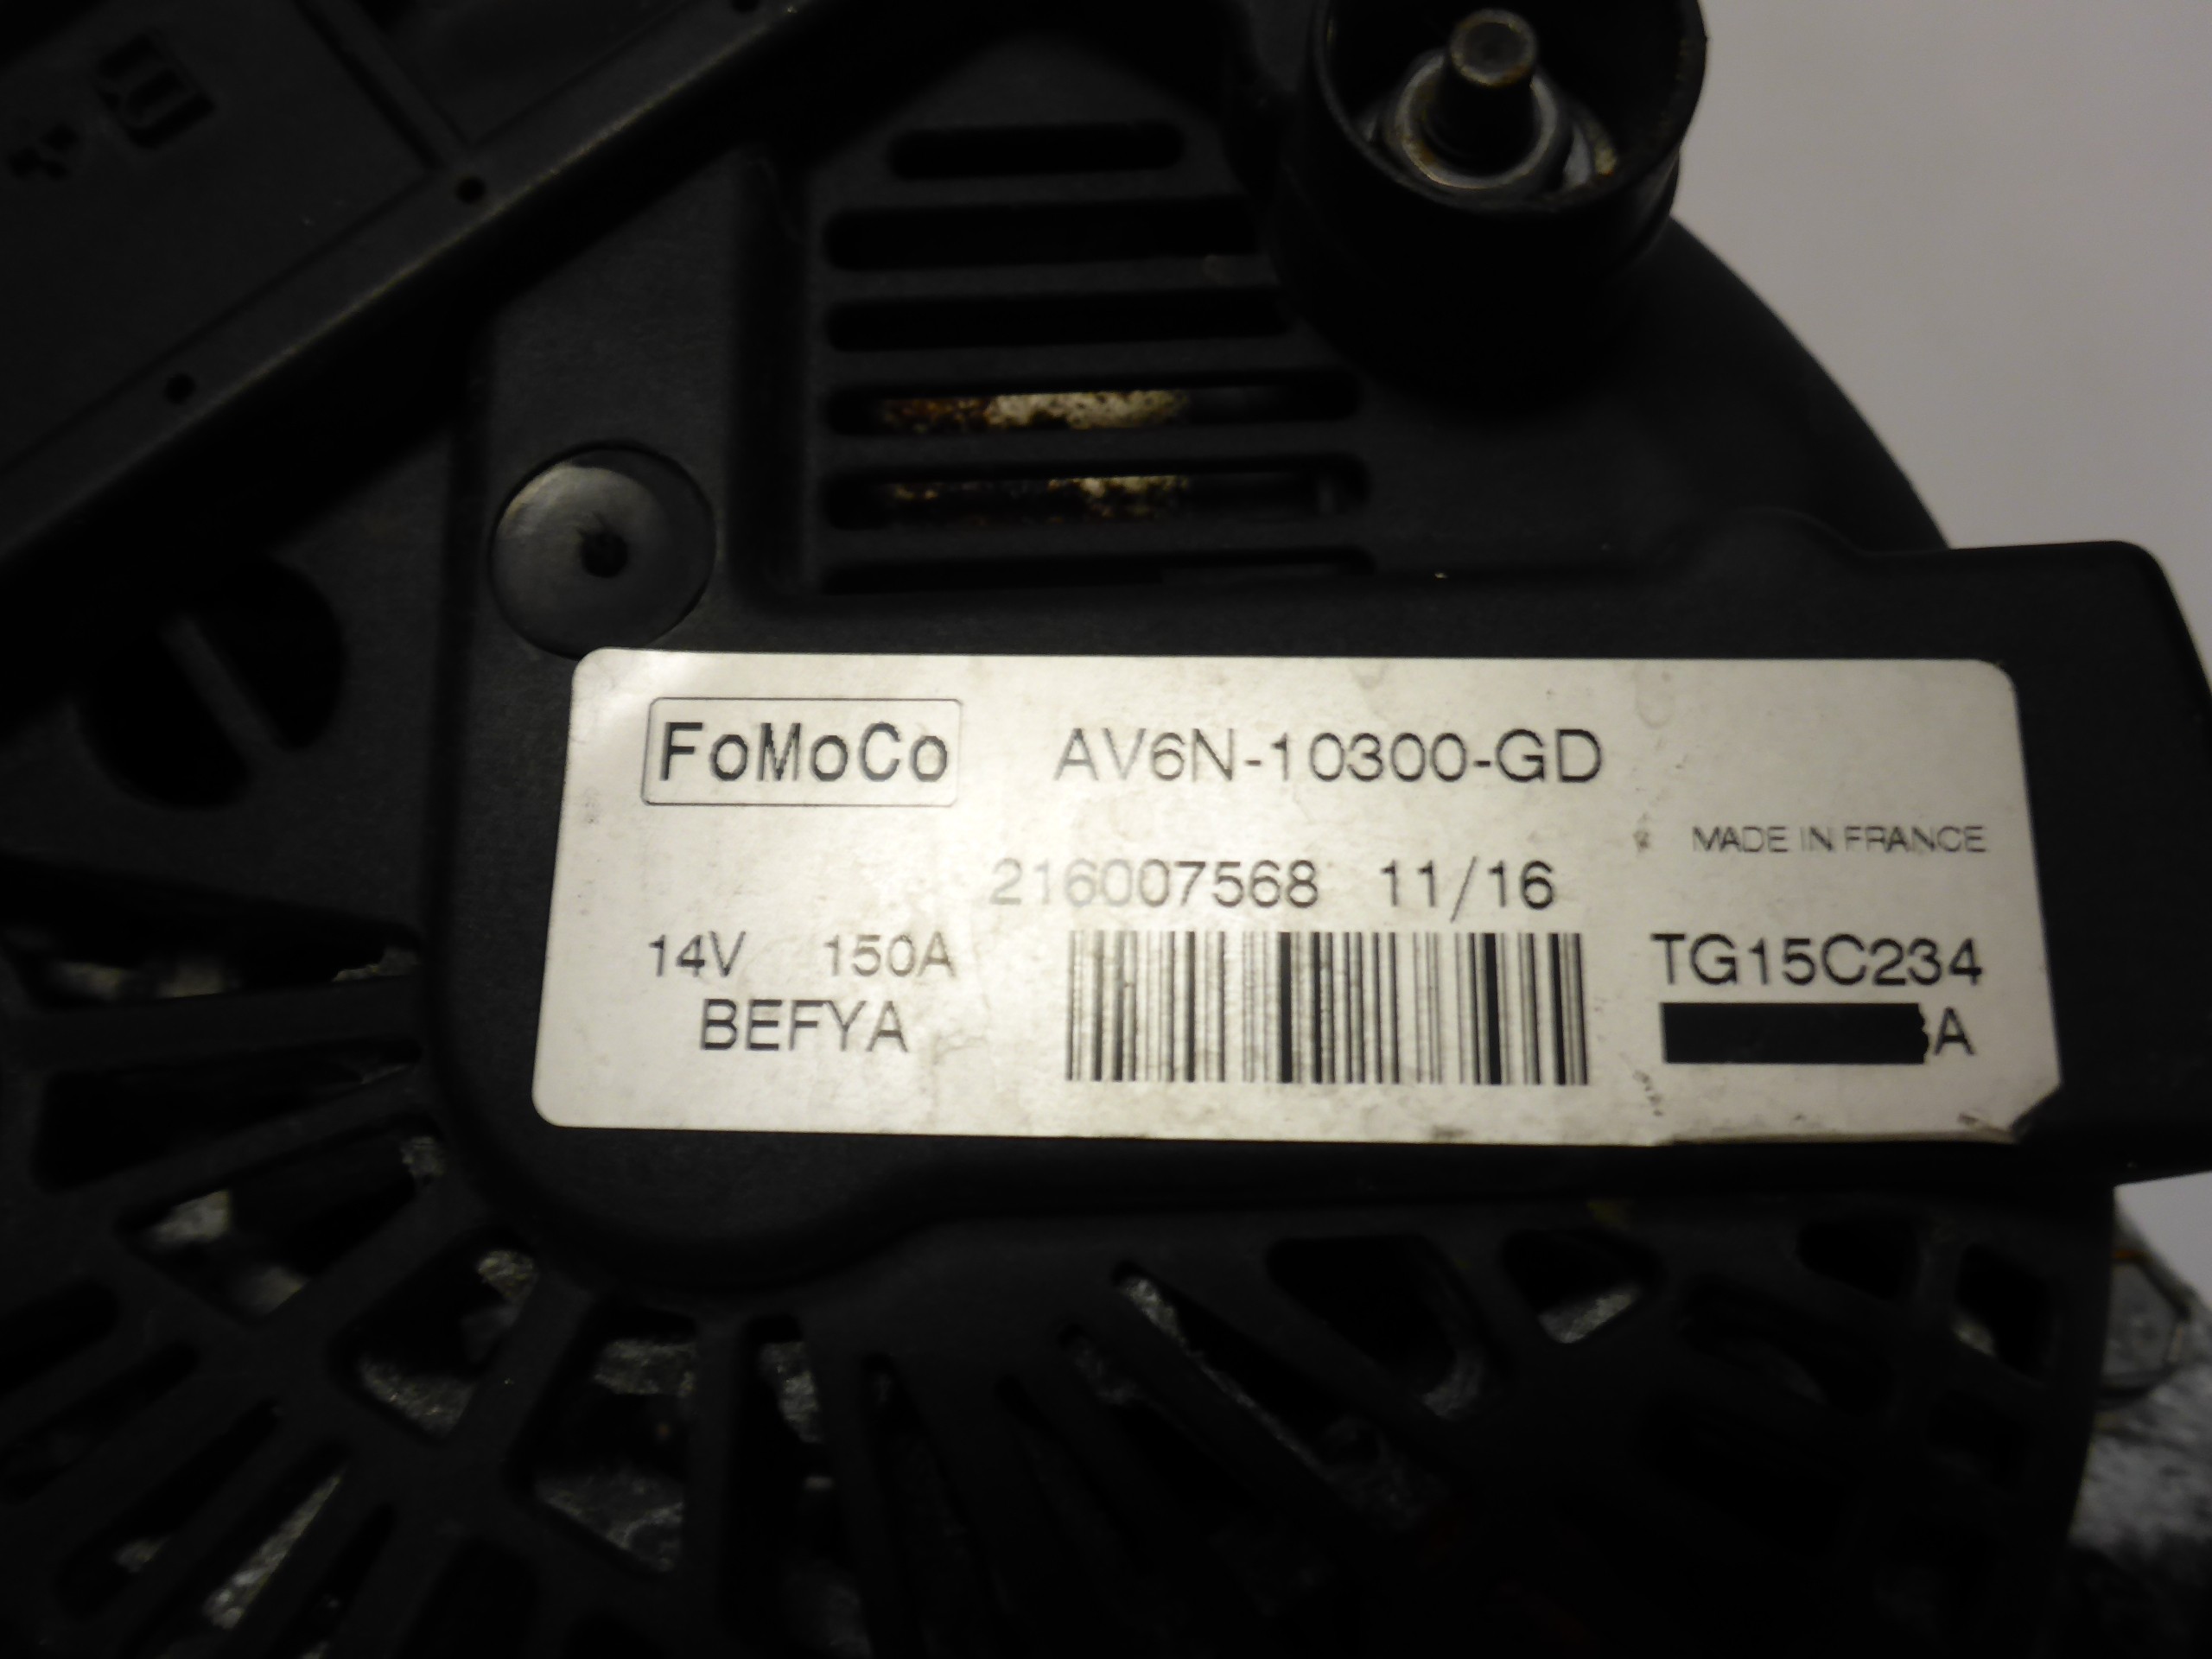 FoMoCo AV6N-10300-GD
MADE IN FRANCE
216007568 11/16
14V 150A TG15C234
BEFYA A